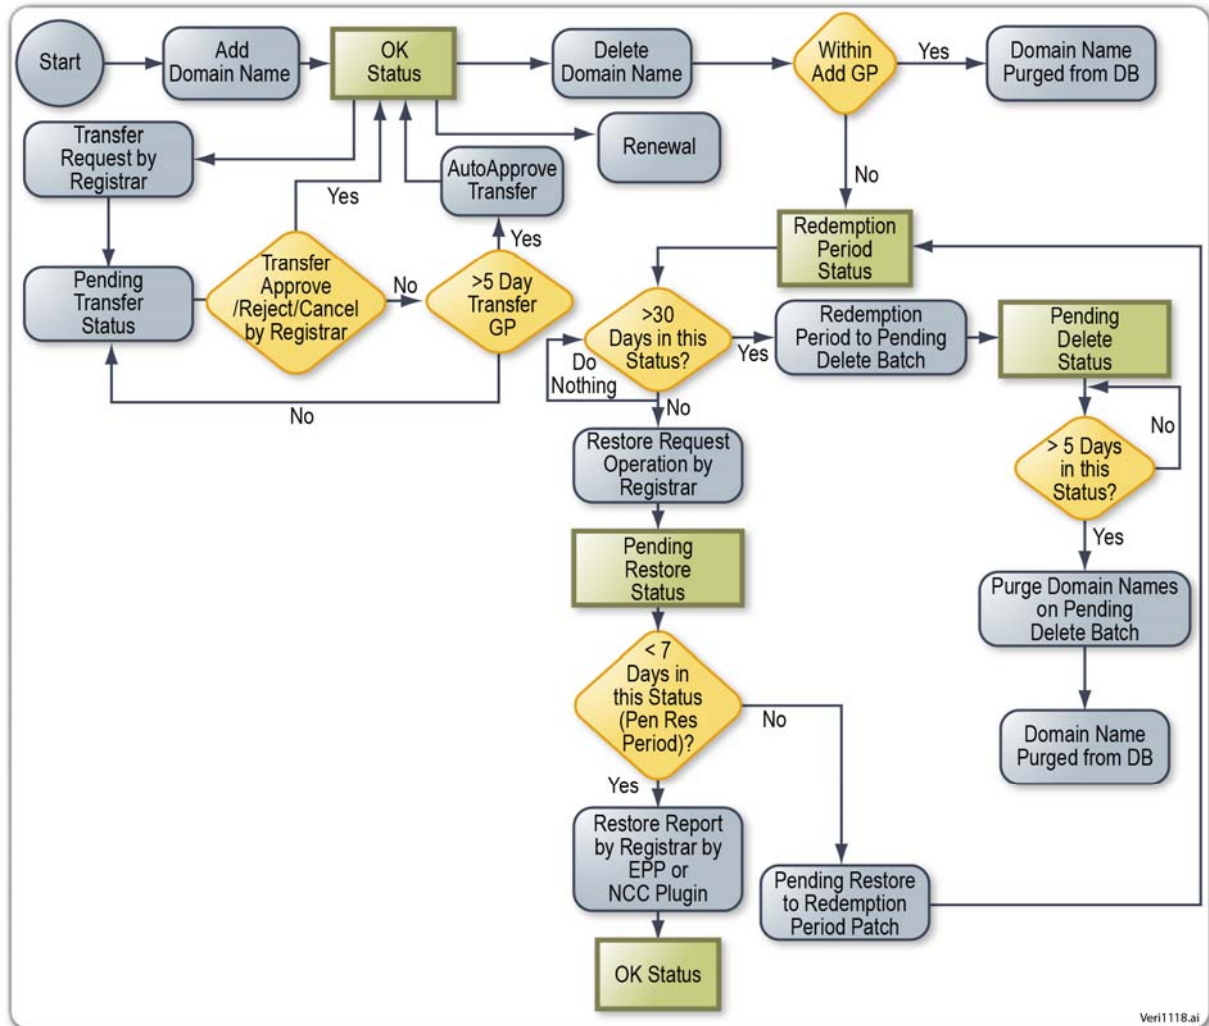 Start
Add
Domain Name
OK
Status
Delete
Domain Name
Within
Add GP
Yes
Domain Name
Purged from DB
Transfer
Request by
Registrar
Yes
AutoApprove
Transfer
Renewal
No
Yes
Redemption
Period
Status
Pending
Transfer
Status
Transfer
Approve
/Reject/Cancel
by Registrar
No
>5 Day
Transfer
GP
No
>30
Days in this
Status?
Yes
Do
Nothing
No
Redemption
Period to Pending
Delete Batch
Pending
Delete
Status
No
> 5 Days
in this
Status?
Yes
Restore Request
Operation by
Registrar
Pending
Restore
Status
Purge Domain Names
on Pending
Delete Batch
< 7
Days in
this Status
(Pen Res
Period)?
No
Yes
Domain Name
Purged from DB
Restore Report
by Registrar by
EPP or
NCC Plugin
Pending Restore
to Redemption
Period Patch
OK Status
Veri1118.ai